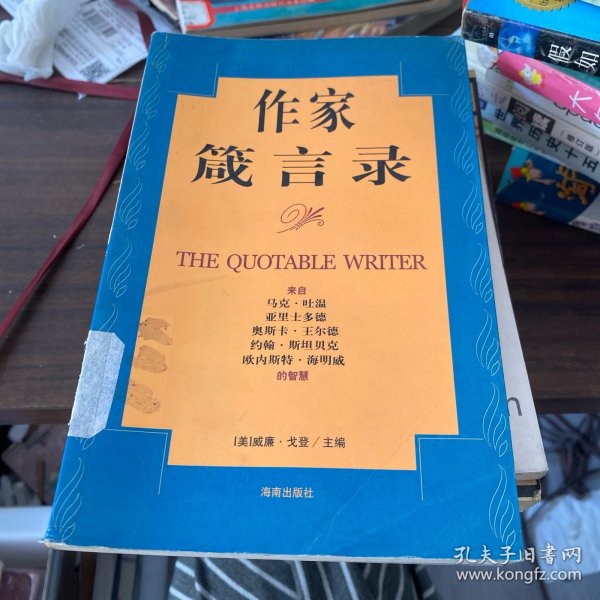 作家
箴言录
THE QUOTABLE WRITER
来自
马克·吐温
亚里士多德
奥斯卡·王尔德
约翰·斯坦贝克
欧内斯特·海明威
的智慧
[美]威廉·戈登/主编
海南出版社
假如
孔夫子旧书网
www.kongfz.com